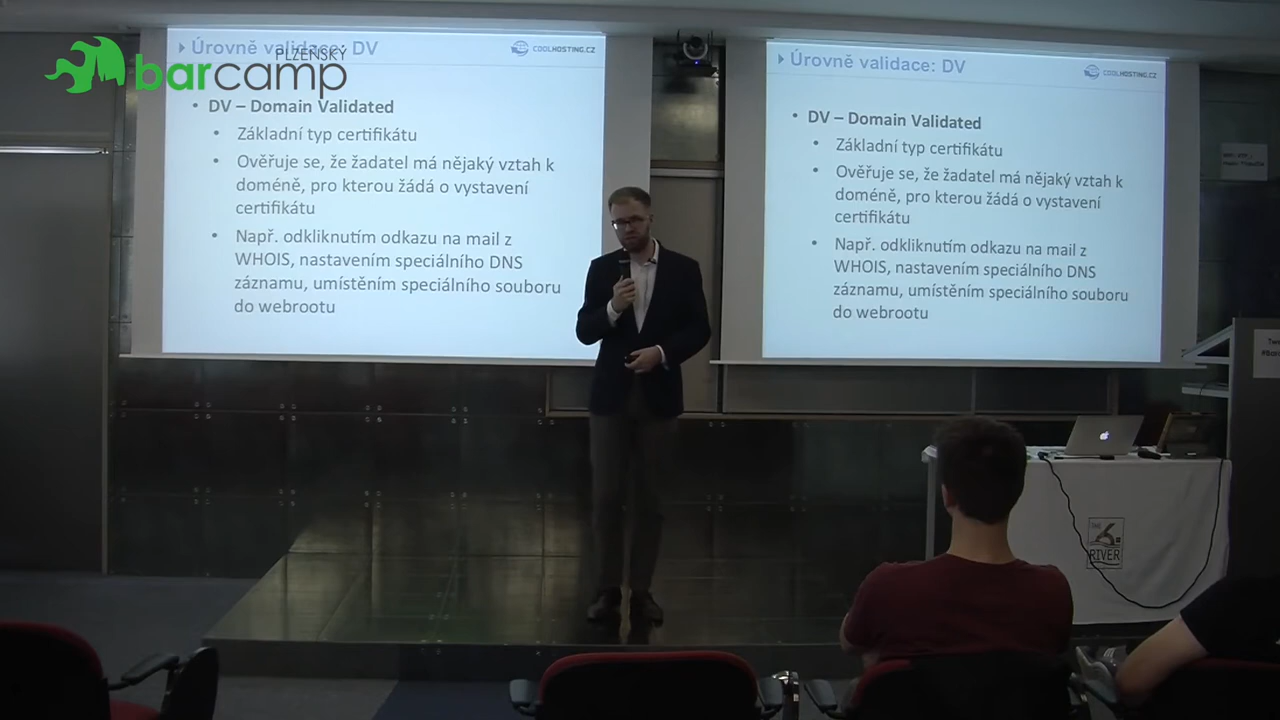 Úrovně validace: DV
COOLHOSTING.CZ
PLZEŇSKÝ
barcamp
DV – Domain Validated
Základní typ certifikátu
Ověřuje se, že žadatel má nějaký vztah k
doméně, pro kterou žádá o vystavení
certifikátu
Např. odkliknutím odkazu na mail z
WHOIS, nastavením speciálního DNS
záznamu, umístěním speciálního souboru
do webrootu
Úrovně validace: DV
COOLHOSTING.CZ
DV – Domain Validated
Základní typ certifikátu
Ověřuje se, že žadatel má nějaký vztah k
doméně, pro kterou žádá o vystavení
certifikátu
Např. odkliknutím odkazu na mail z
WHOIS, nastavením speciálního DNS
záznamu, umístěním speciálního souboru
do webrootu
THE
RIVER